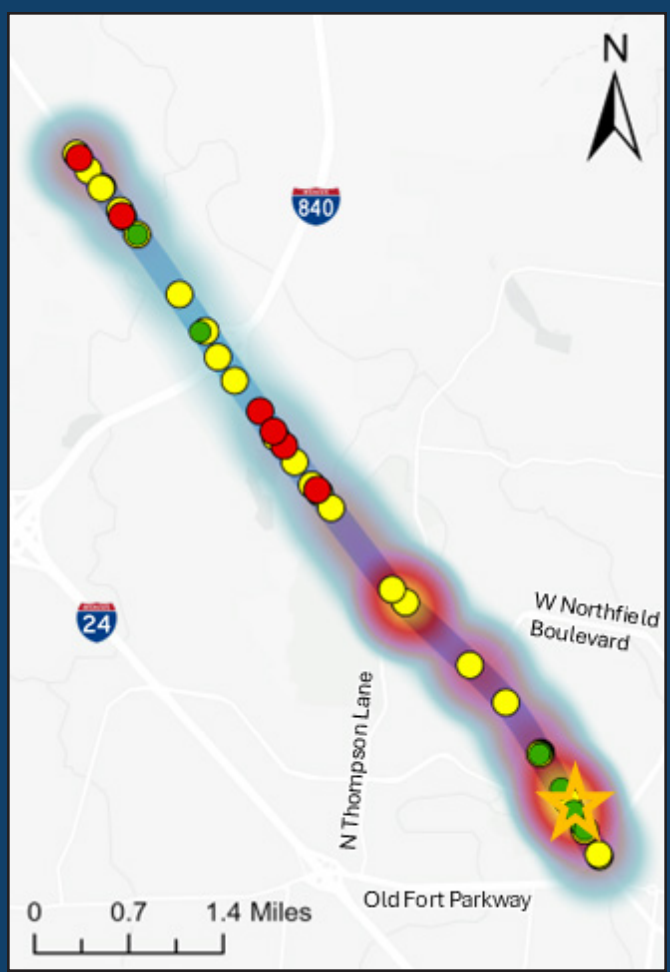 N
840
W Northfield
Boulevard
24
N Thompson Lane
Old Fort Parkway
0 0.7 1.4 Miles